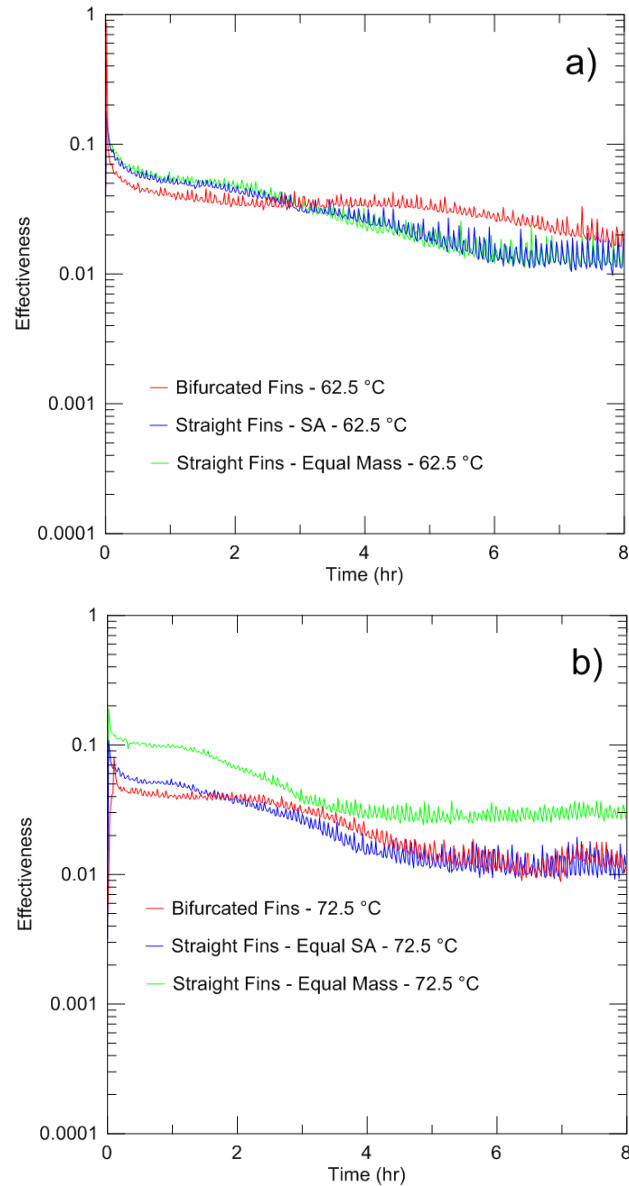 1
a)
0.1
Effectiveness
0.01
Bifurcated Fins - 62.5 °C
0.001
Straight Fins - SA - 62.5 °C
Straight Fins - Equal Mass - 62.5 °C
0.0001
0 2 4 6 8
Time (hr)
1
b)
0.1
Effectiveness
0.01
Bifurcated Fins - 72.5 °C
Straight Fins - Equal SA - 72.5 °C
0.001
Straight Fins - Equal Mass - 72.5 °C
0.0001
0 2 4 6 8
Time (hr)